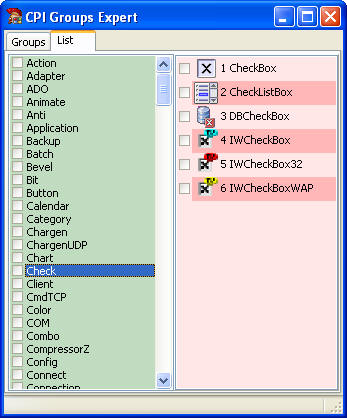 CPI Groups Expert
Groups
List
Action
Adapter
ADO
Animate
Anti
Application
Backup
Batch
Bevel
Bit
Button
Calendar
Category
Chargen
ChargenUDP
Chart
Check
Client
CmdTCP
Color
COM
Combo
CompressorZ
Config
Connect
Connection
1 CheckBox
2 CheckListBox
3 DBCheckBox
4 IWCheckBox
5 IWCheckBox32
6 IWCheckBoxWAP